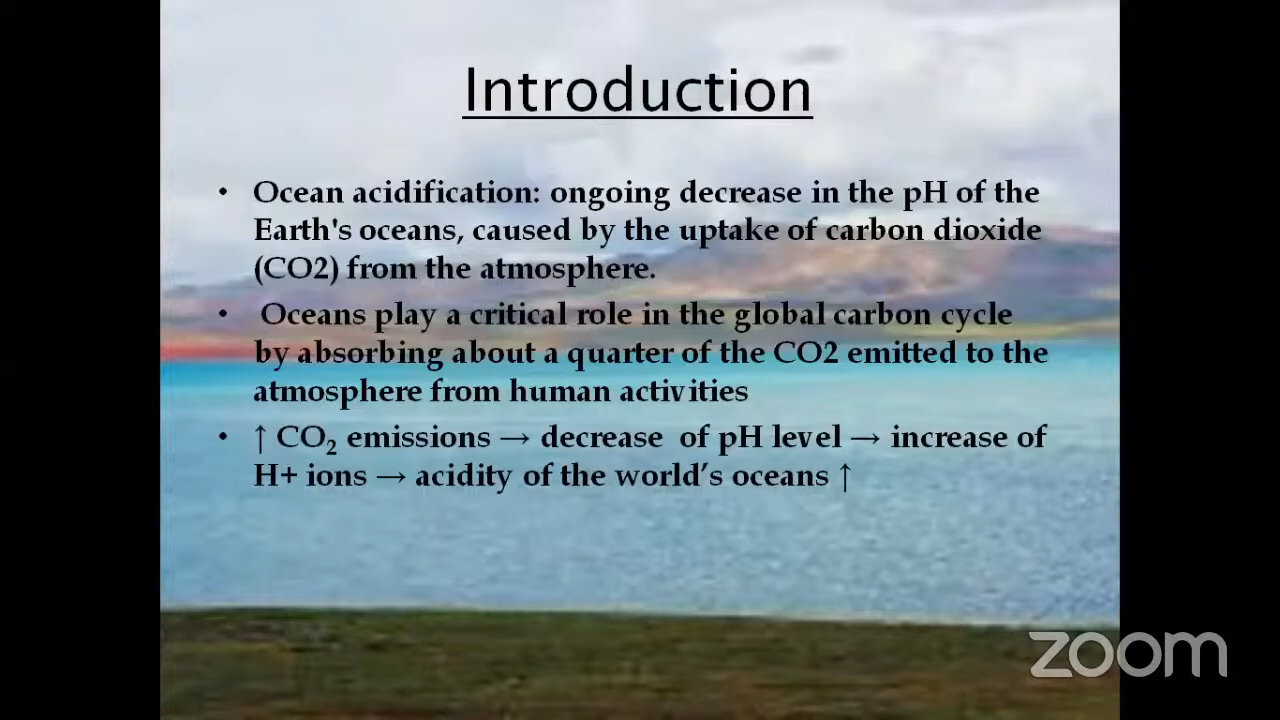 Introduction
• Ocean acidification: ongoing decrease in the pH of the
Earth's oceans, caused by the uptake of carbon dioxide
(CO2) from the atmosphere.
• Oceans play a critical role in the global carbon cycle
by absorbing about a quarter of the CO2 emitted to the
atmosphere from human activities
• ↑ CO₂ emissions → decrease of pH level → increase of
H+ ions → acidity of the world’s oceans ↑
zoom